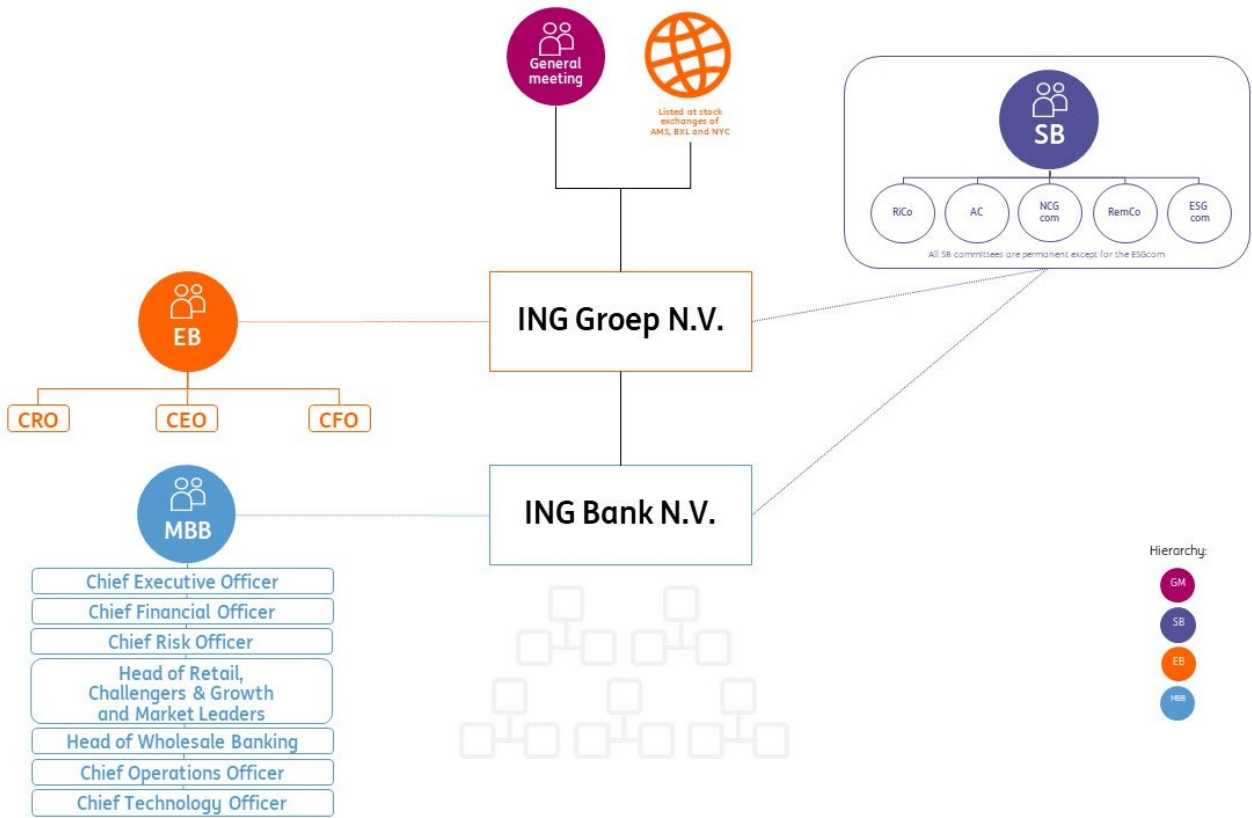 General
meeting
Listed at stock
exchanges of
AMS, BXL and NYC
SB
RiCo
AC
NCG
com
RemCo
ESG
com
All SB committees are permanent except for the ESGcom
EB
ING Groep N.V.
CRO
CEO
CFO
MBB
ING Bank N.V.
Chief Executive Officer
Chief Financial Officer
Chief Risk Officer
Head of Retail,
Challengers & Growth
and Market Leaders
Head of Wholesale Banking
Chief Operations Officer
Chief Technology Officer
Hierarchy:
GM
SB
EB
MBB